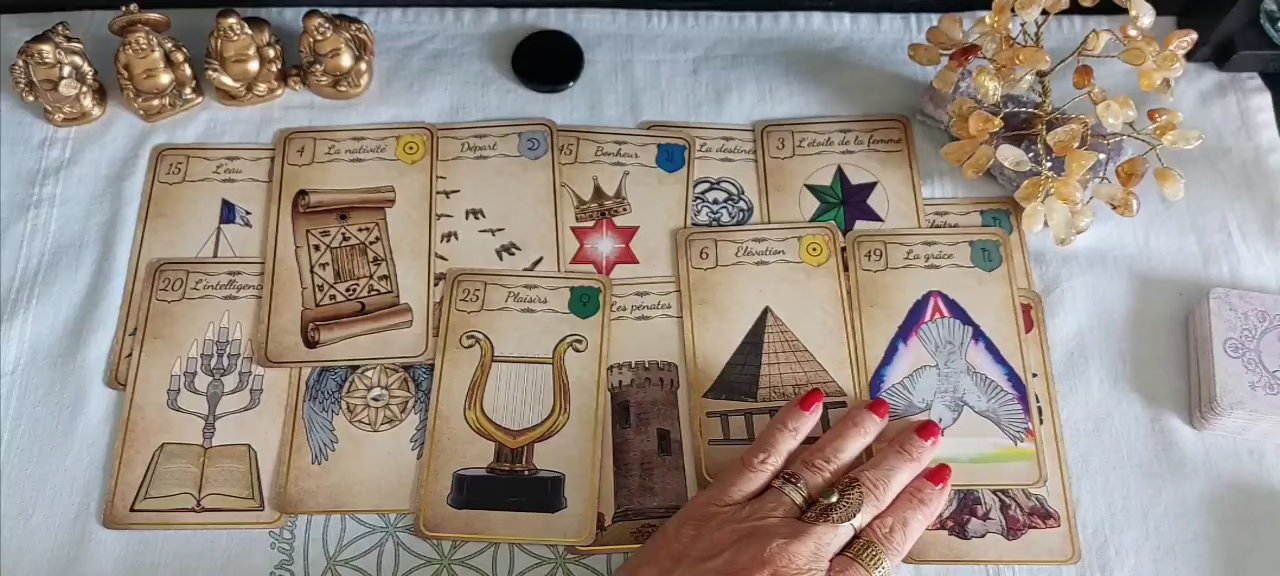 15 L'eau
4 La nativité
Départ
45 Bonheur
La destinée
3 L'étoile de la femme
20 L'intelligence
25 Plaisirs
Les pénates
6 Elévation
49 La grâce